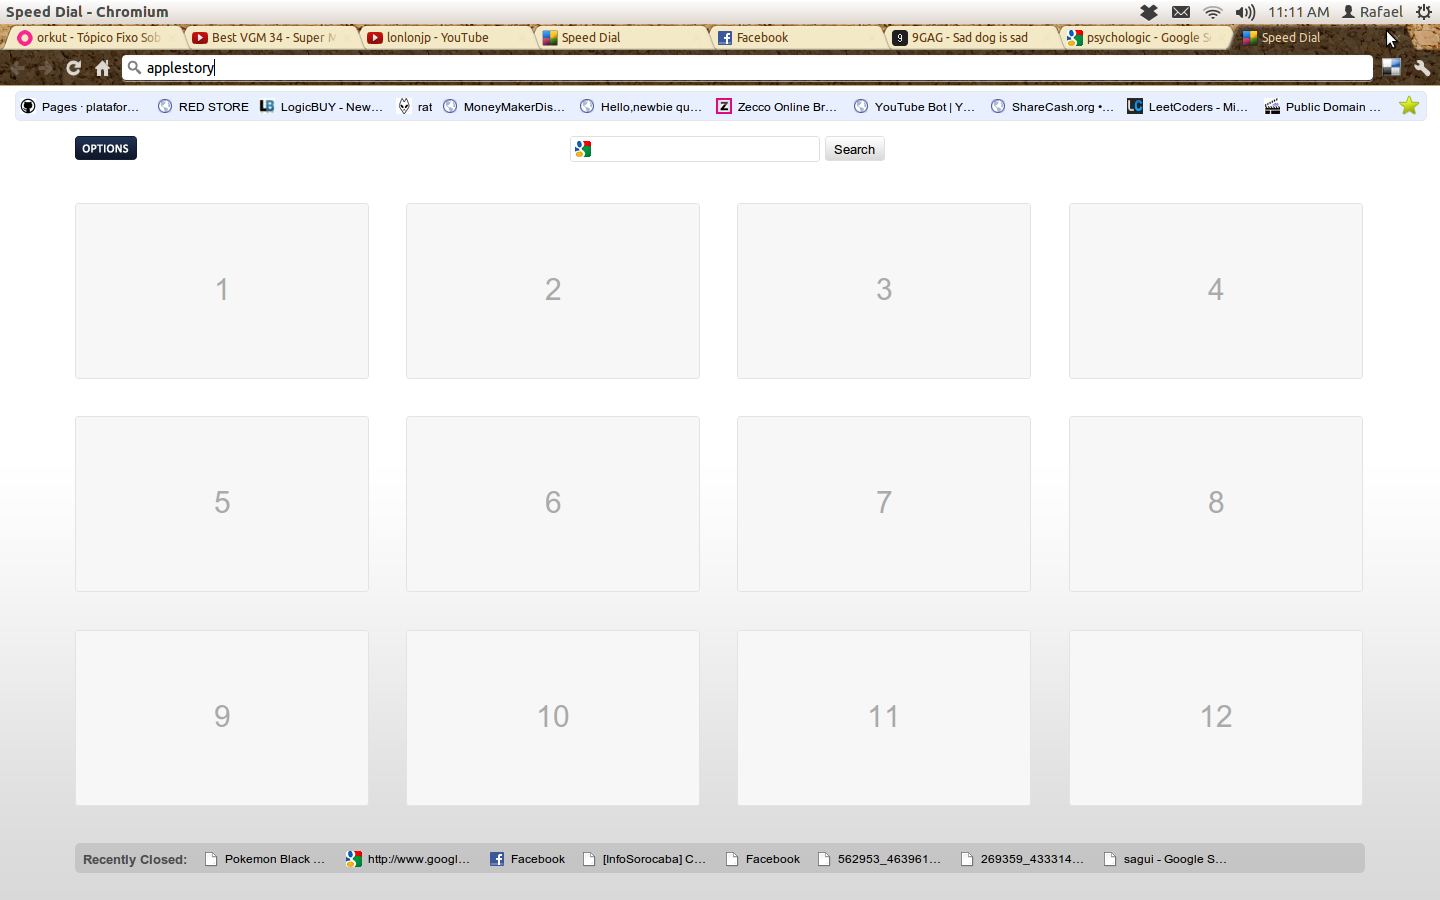 Speed Dial - Chromium
11:11 AM Rafael
orkut - Tópico Fixo Sob
Best VGM 34 - Super M
lonlonjp - YouTube
Speed Dial
Facebook
9GAG - Sad dog is sad
psychologic - Google S
Speed Dial
applestory
Pages · platafor...
RED STORE
LogicBUY - New...
rat
MoneyMakerDis...
Hello,newbie qu...
Zecco Online Br...
YouTube Bot | Y...
ShareCash.org •...
LeetCoders - Mi...
Public Domain ...
OPTIONS
Search
1
2
3
4
5
6
7
8
9
10
11
12
Recently Closed:
Pokemon Black ...
http://www.googl...
Facebook
[InfoSorocaba] C...
Facebook
562953_463961...
269359_433314...
sagui - Google S...